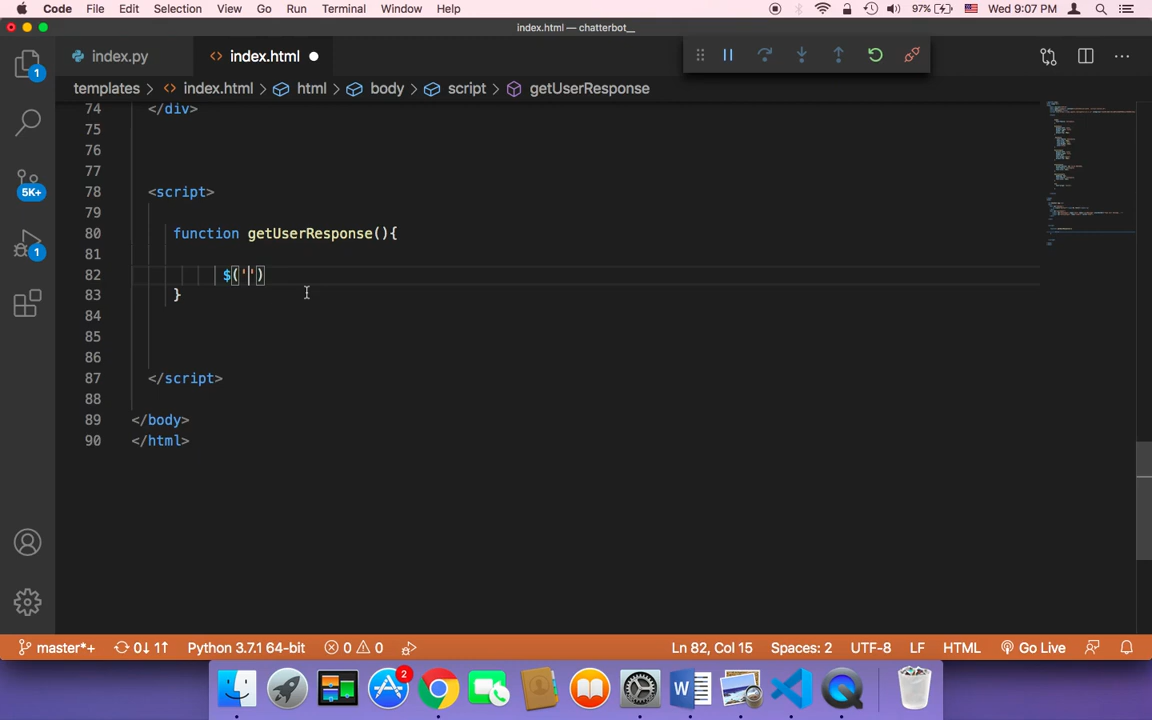 Code File Edit Selection View Go Run Terminal Window Help 97% Wed 9:07 PM
index.html — chatterbot__
index.py index.html
templates > index.html > html > body > script > getUserResponse
74 </div>
75
76
77
78 <script>
79
80 function getUserResponse(){
81
82 $('')
83 }
84
85
86
87 </script>
88
89 </body>
90 </html>
1
5K+
1
master*+ 0↓ 1↑ Python 3.7.1 64-bit 0 0 Ln 82, Col 15 Spaces: 2 UTF-8 LF HTML Go Live
2